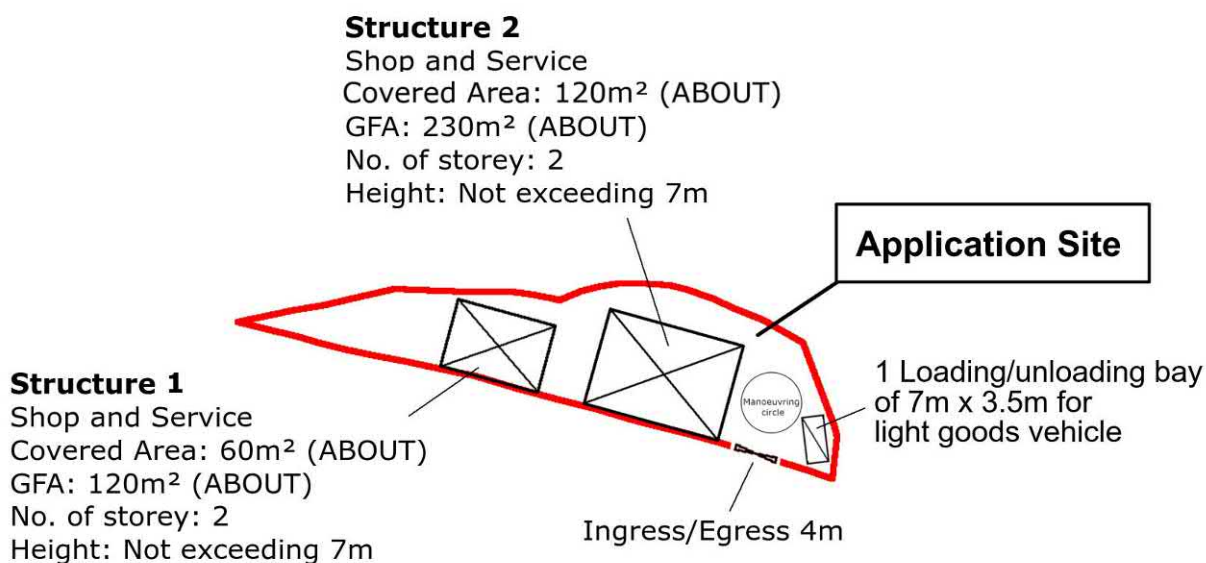 Structure 2
Shop and Service
Covered Area: 120m² (ABOUT)
GFA: 230m² (ABOUT)
No. of storey: 2
Height: Not exceeding 7m
Application Site
Structure 1
Shop and Service
Covered Area: 60m² (ABOUT)
GFA: 120m² (ABOUT)
No. of storey: 2
Height: Not exceeding 7m
Manoeuvring
circle
1 Loading/unloading bay
of 7m x 3.5m for
light goods vehicle
Ingress/Egress 4m